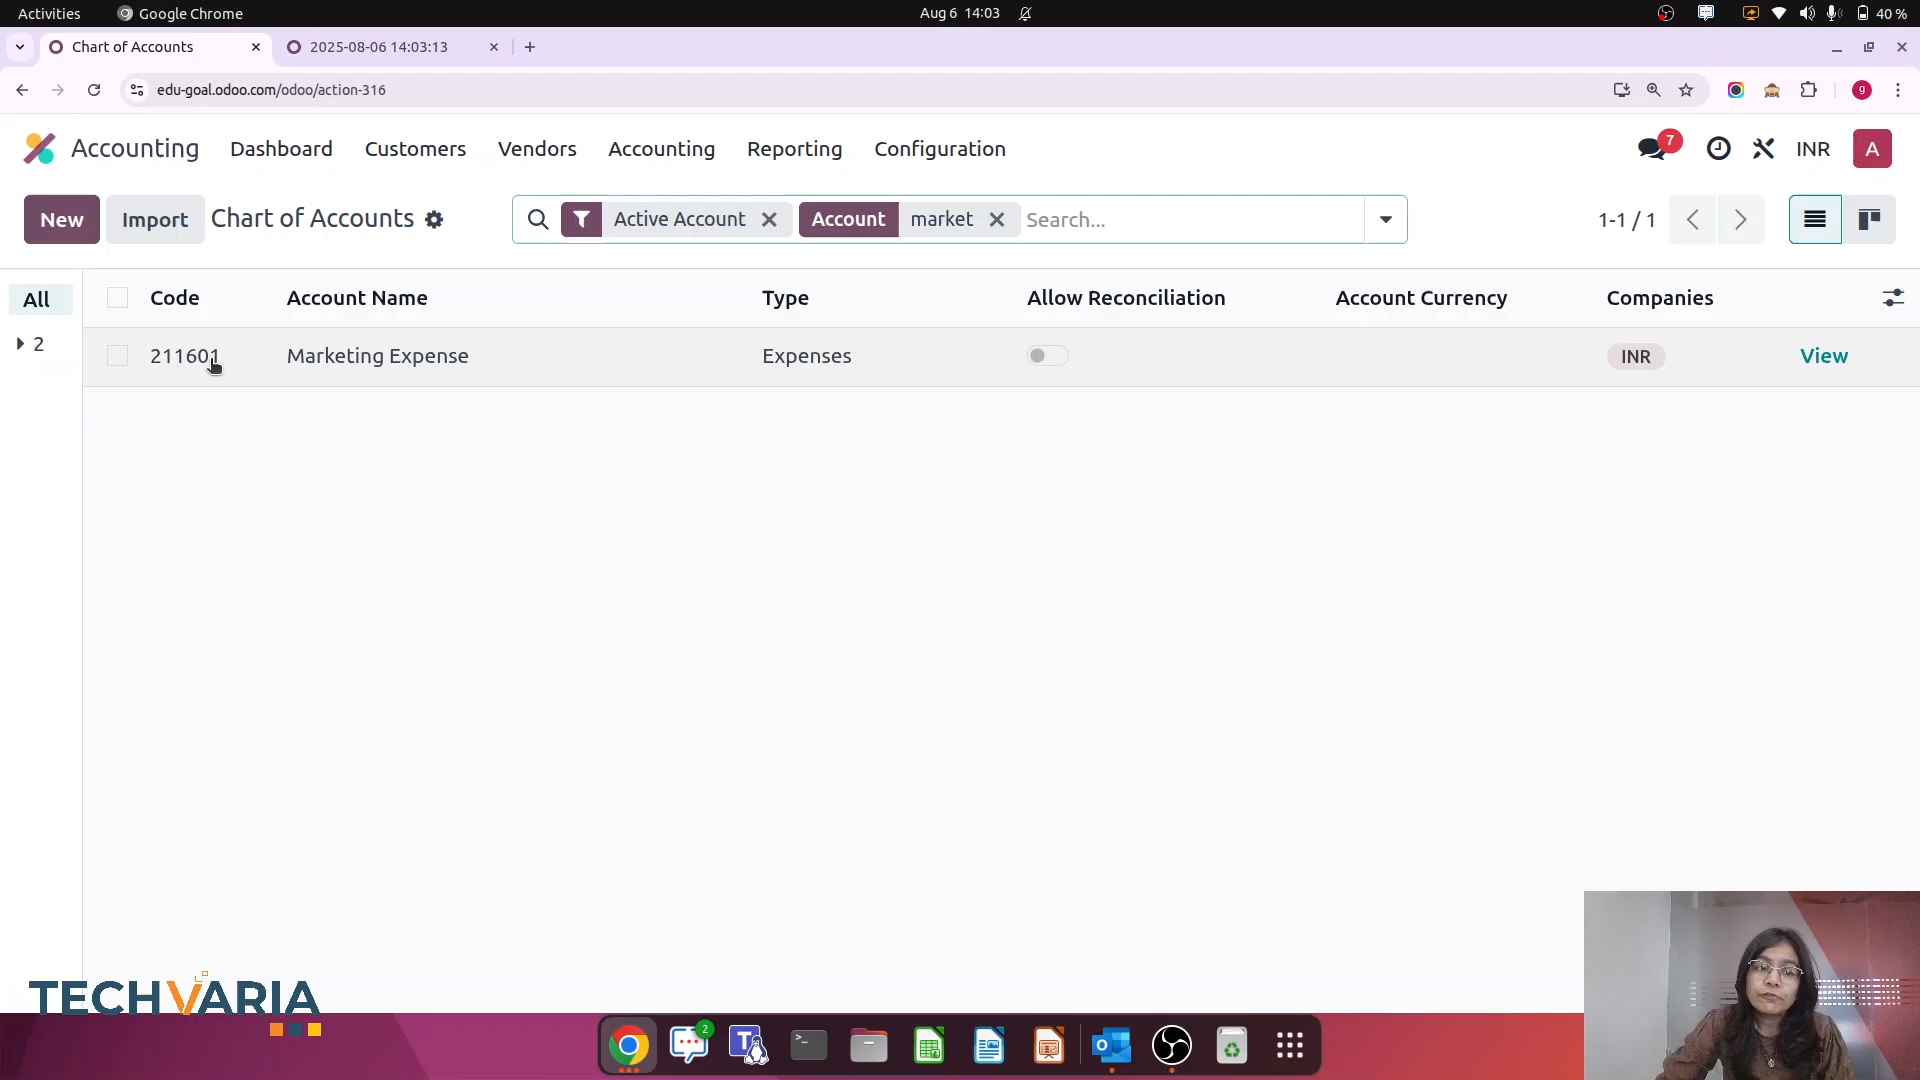 Activities Google Chrome Aug 6 14:03 40 %
Chart of Accounts 2025-08-06 14:03:13
edu-goal.odoo.com/odoo/action-316 g
Accounting Dashboard Customers Vendors Accounting Reporting Configuration 7 INR A
New Import Chart of Accounts Active Account Account market Search... 1-1 / 1
All Code Account Name Type Allow Reconciliation Account Currency Companies
2 211601 Marketing Expense Expenses INR View
TECHVARIA
2